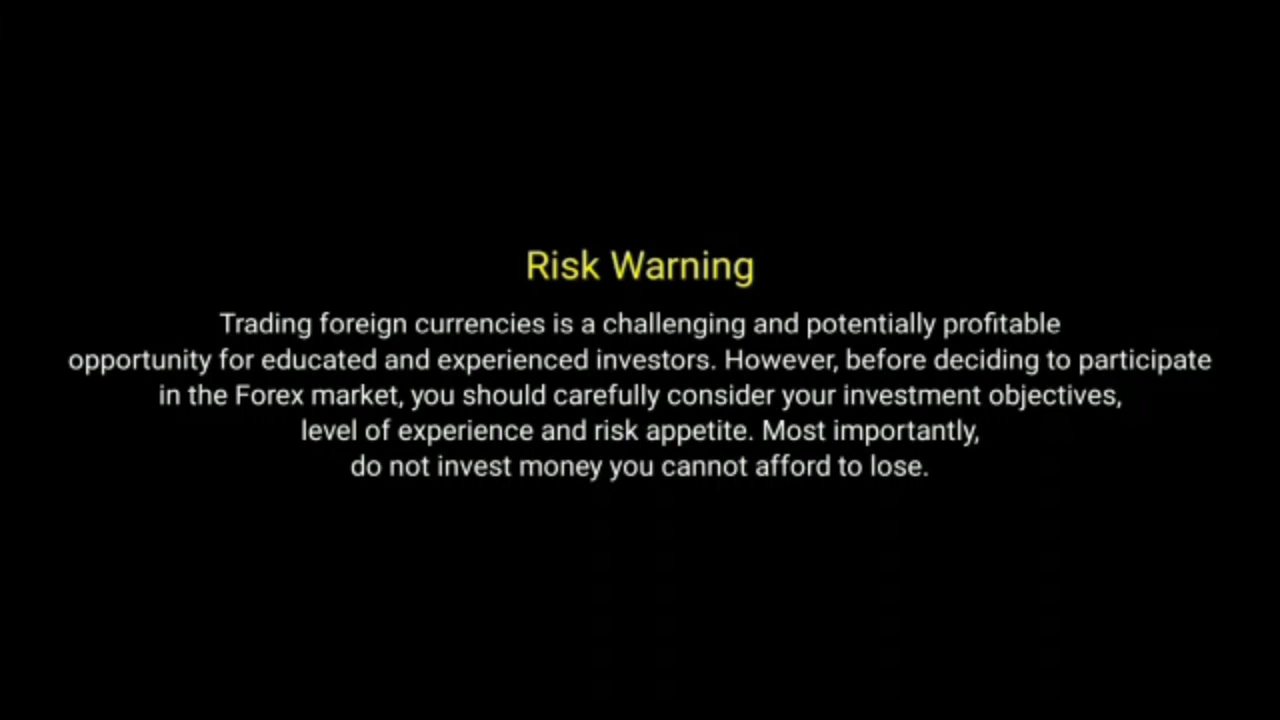 Risk Warning
Trading foreign currencies is a challenging and potentially profitable
opportunity for educated and experienced investors. However, before deciding to participate
in the Forex market, you should carefully consider your investment objectives,
level of experience and risk appetite. Most importantly,
do not invest money you cannot afford to lose.